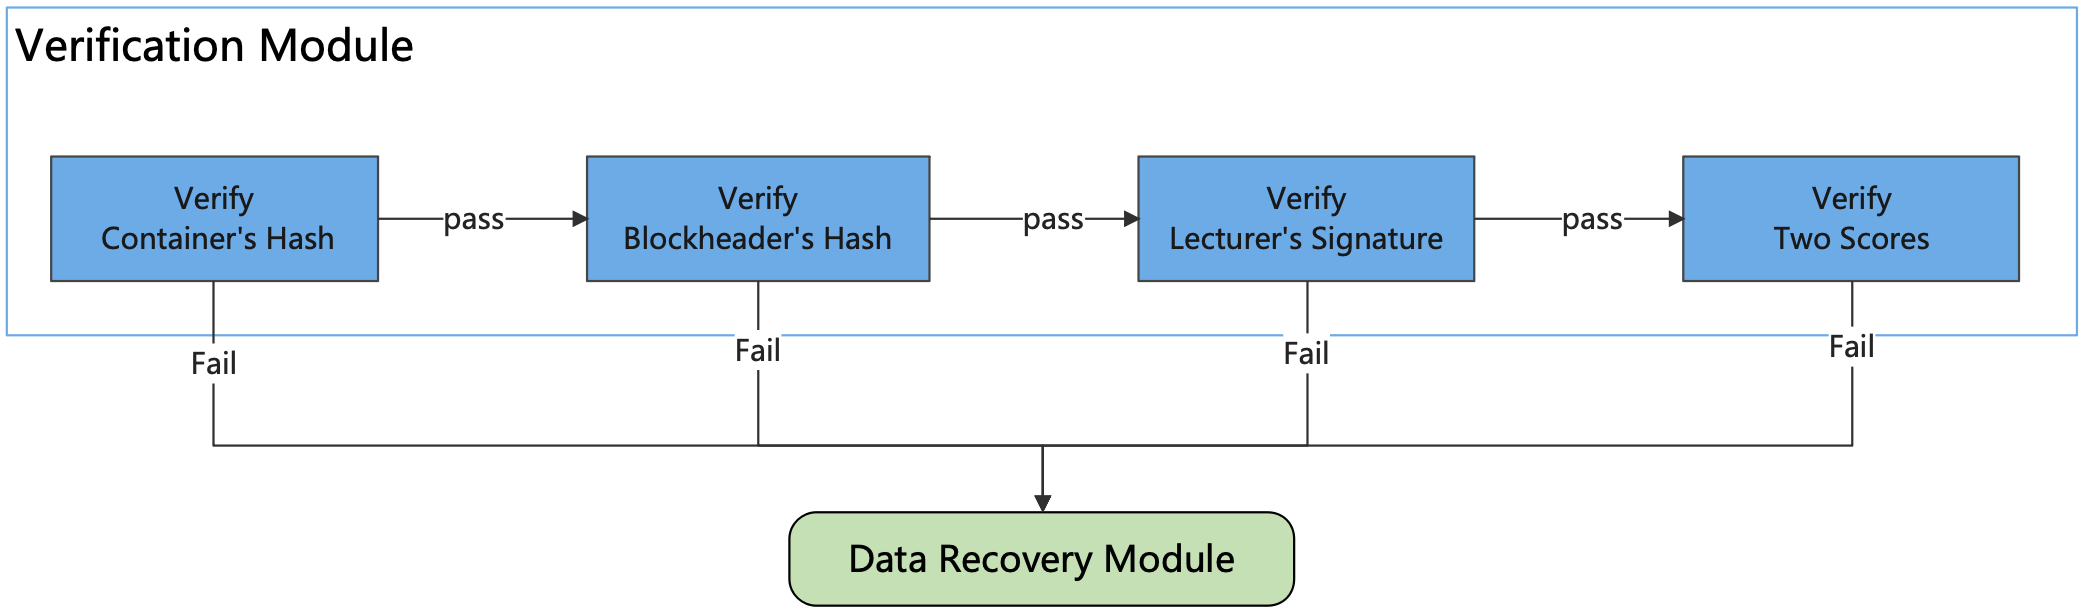 Verification Module
Verify
Container's Hash
pass
Verify
Blockheader's Hash
pass
Verify
Lecturer's Signature
pass
Verify
Two Scores
Fail
Fail
Fail
Fail
Data Recovery Module